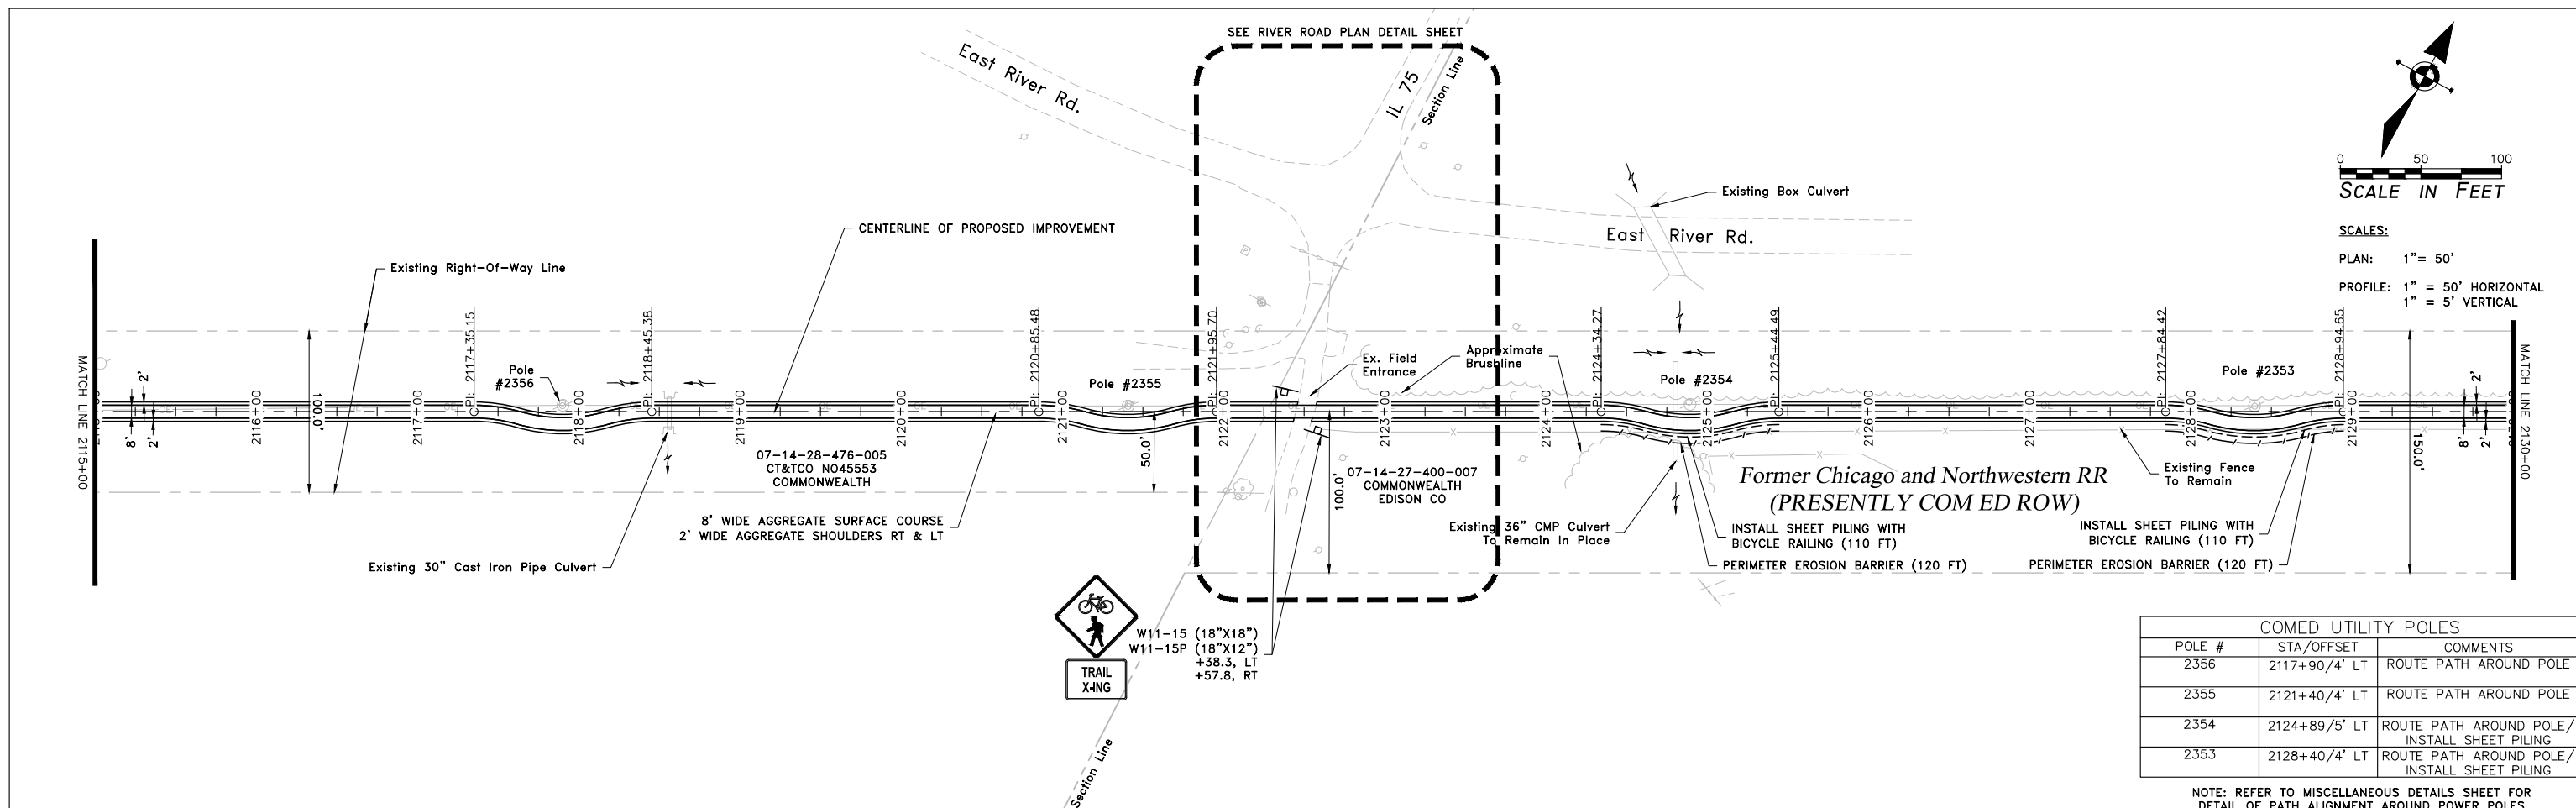 SEE RIVER ROAD PLAN DETAIL SHEET
East River Rd.
IL 75
Section Line
0 50 100
SCALE IN FEET
SCALES:
PLAN: 1"= 50'
PROFILE: 1" = 50' HORIZONTAL
1" = 5' VERTICAL
Existing Box Culvert
East River Rd.
CENTERLINE OF PROPOSED IMPROVEMENT
Existing Right-Of-Way Line
MATCH LINE 2115+00
8'
2'
2'
100.0'
2116+00
2117+00
PI: 2117+35.15
Pole
#2356
2118+00
PI: 2118+45.38
2119+00
2120+00
PI: 2120+85.48
2121+00
Pole #2355
50.0'
PI: 2121+95.70
2122+00
Ex. Field
Entrance
Approximate
Brushline
2123+00
2124+00
PI: 2124+34.27
Pole #2354
2125+00
PI: 2125+44.49
2126+00
2127+00
PI: 2127+84.42
2128+00
Pole #2353
PI: 2128+94.65
2129+00
8'
2'
2'
150.0'
MATCH LINE 2130+00
07-14-28-476-005
CT&TCO NO45553
COMMONWEALTH
100.0'
07-14-27-400-007
COMMONWEALTH
EDISON CO
Former Chicago and Northwestern RR
(PRESENTLY COM ED ROW)
Existing Fence
To Remain
8' WIDE AGGREGATE SURFACE COURSE
2' WIDE AGGREGATE SHOULDERS RT & LT
Existing 36" CMP Culvert
To Remain In Place
INSTALL SHEET PILING WITH
BICYCLE RAILING (110 FT)
PERIMETER EROSION BARRIER (120 FT)
INSTALL SHEET PILING WITH
BICYCLE RAILING (110 FT)
PERIMETER EROSION BARRIER (120 FT)
Existing 30" Cast Iron Pipe Culvert
TRAIL
X-ING
W11-15 (18"X18")
W11-15P (18"X12")
+38.3, LT
+57.8, RT
Section Line
COMED UTILITY POLES
POLE # STA/OFFSET COMMENTS
2356 2117+90/4' LT ROUTE PATH AROUND POLE
2355 2121+40/4' LT ROUTE PATH AROUND POLE
2354 2124+89/5' LT ROUTE PATH AROUND POLE/
INSTALL SHEET PILING
2353 2128+40/4' LT ROUTE PATH AROUND POLE/
INSTALL SHEET PILING
NOTE: REFER TO MISCELLANEOUS DETAILS SHEET FOR
DETAIL OF PATH ALIGNMENT AROUND POWER POLES